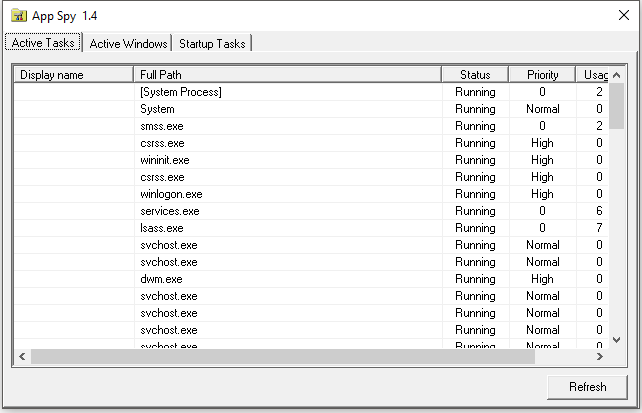 App Spy 1.4
Active Tasks Active Windows Startup Tasks
Display name Full Path Status Priority Usag
[System Process] Running 0 2
System Running Normal 0
smss.exe Running 0 2
csrss.exe Running High 0
wininit.exe Running High 0
csrss.exe Running High 0
winlogon.exe Running High 0
services.exe Running 0 6
lsass.exe Running 0 7
svchost.exe Running Normal 0
svchost.exe Running Normal 0
dwm.exe Running High 0
svchost.exe Running Normal 0
svchost.exe Running Normal 0
svchost.exe Running Normal 0
svchost.exe Running Normal 0
Refresh